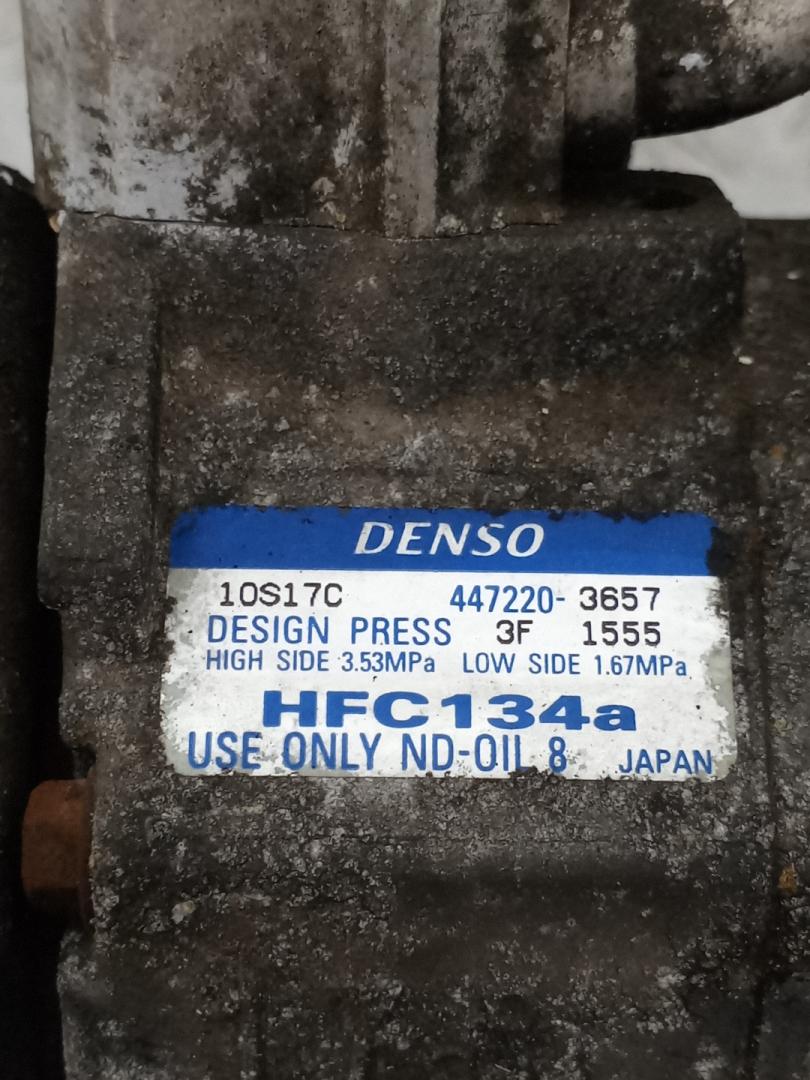 DENSO
10S17C 447220- 3657
DESIGN PRESS 3F 1555
HIGH SIDE 3.53MPa LOW SIDE 1.67MPa
HFC134a
USE ONLY ND-OIL 8 JAPAN